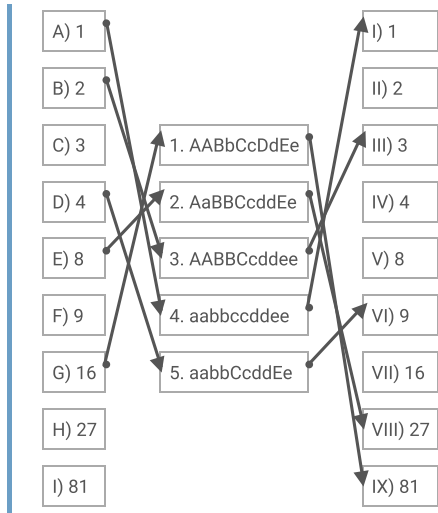 A) 1
B) 2
C) 3
D) 4
E) 8
F) 9
G) 16
H) 27
I) 81
1. AABbCcDdEe
2. AaBBCcddEe
3. AABBCcddee
4. aabbccddee
5. aabbCcddEe
I) 1
II) 2
III) 3
IV) 4
V) 8
VI) 9
VII) 16
VIII) 27
IX) 81